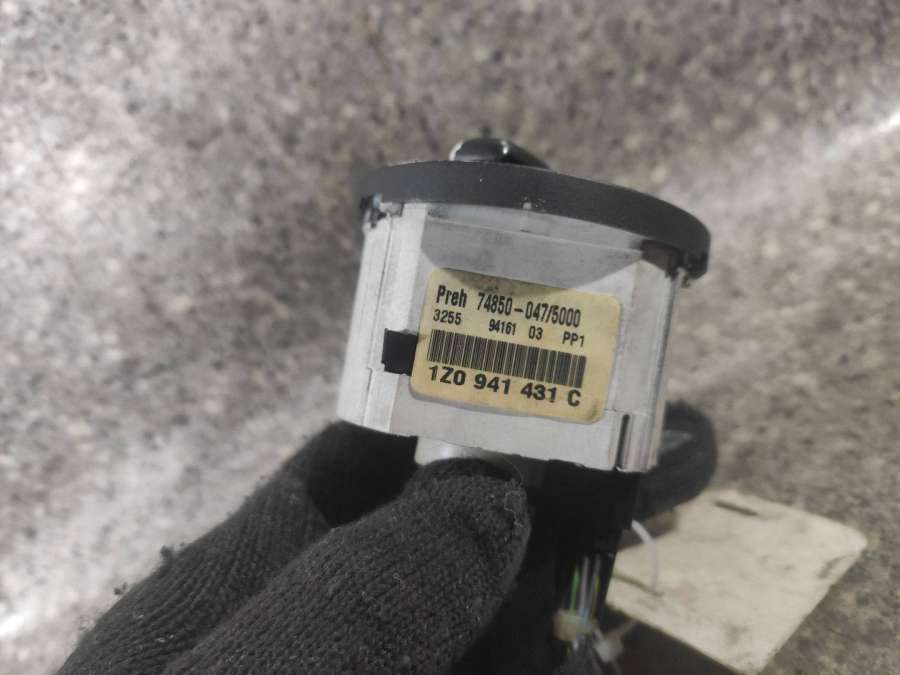 Preh 74850-047/5000
3255 94161 03 PP1
1Z0 941 431 C